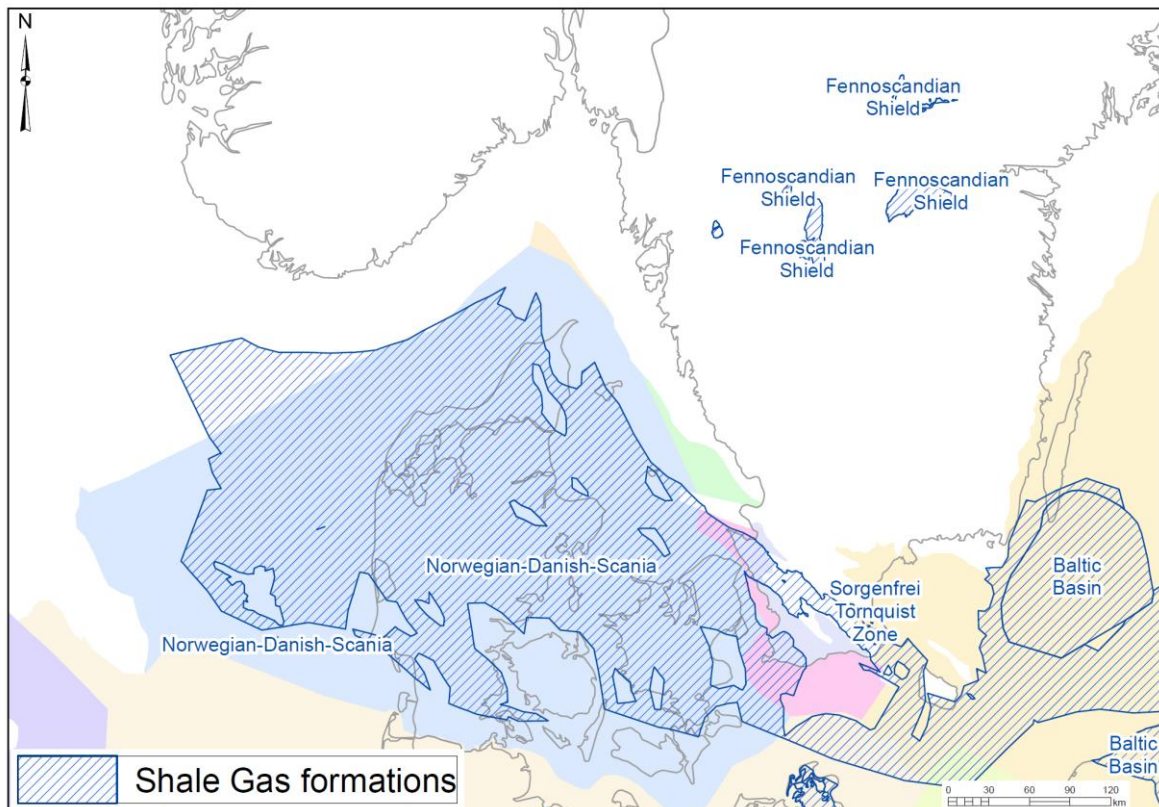 N
Fennoscandian
Shield
Fennoscandian
Shield
Fennoscandian
Shield
Fennoscandian
Shield
Norwegian-Danish-Scania
Baltic
Basin
Sorgenfrei
Törnquist
Zone
Norwegian-Danish-Scania
Baltic
Basin
Shale Gas formations
0 30 60 90 120
km